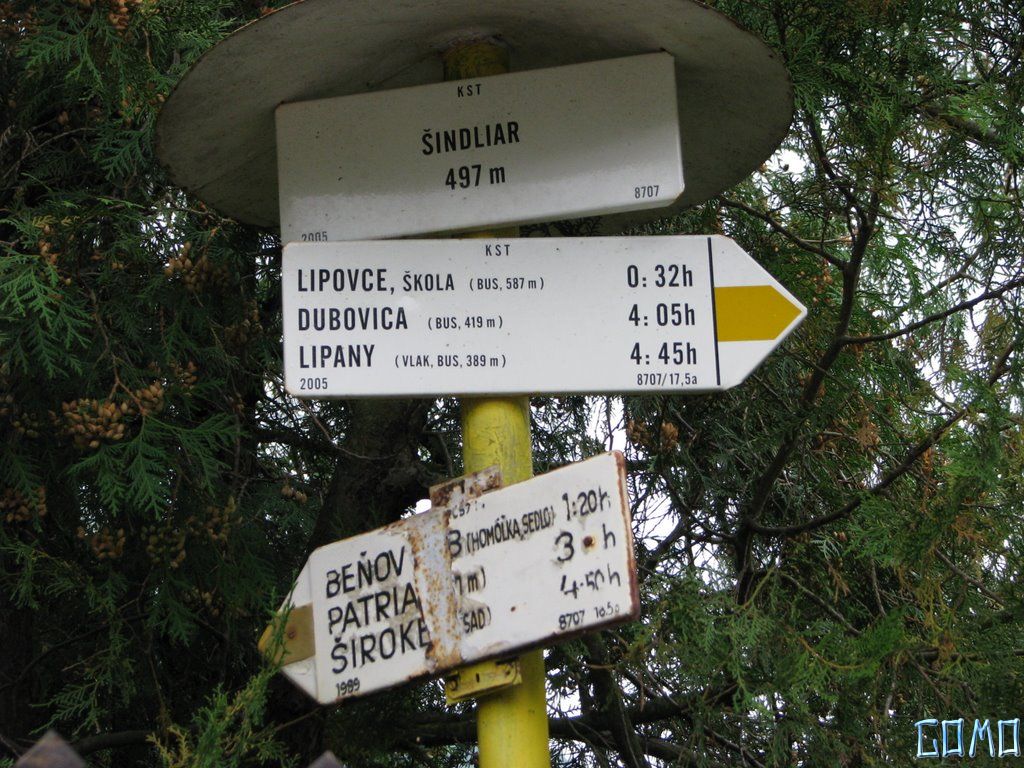 KST
ŠINDLIAR
497 m
8707
2005
KST
LIPOVCE, ŠKOLA (BUS, 587 m) 0:32h
DUBOVICA (BUS, 419 m) 4:05h
LIPANY (VLAK, BUS, 389 m) 4:45h
2005 8707/17,5a
BEŇOV (HOMÔĽKA, SEDLO) 1:20h
PATRIA m) 3 h
ŠIROKÉ SAD) 4:50h
1989 8707
GOMO